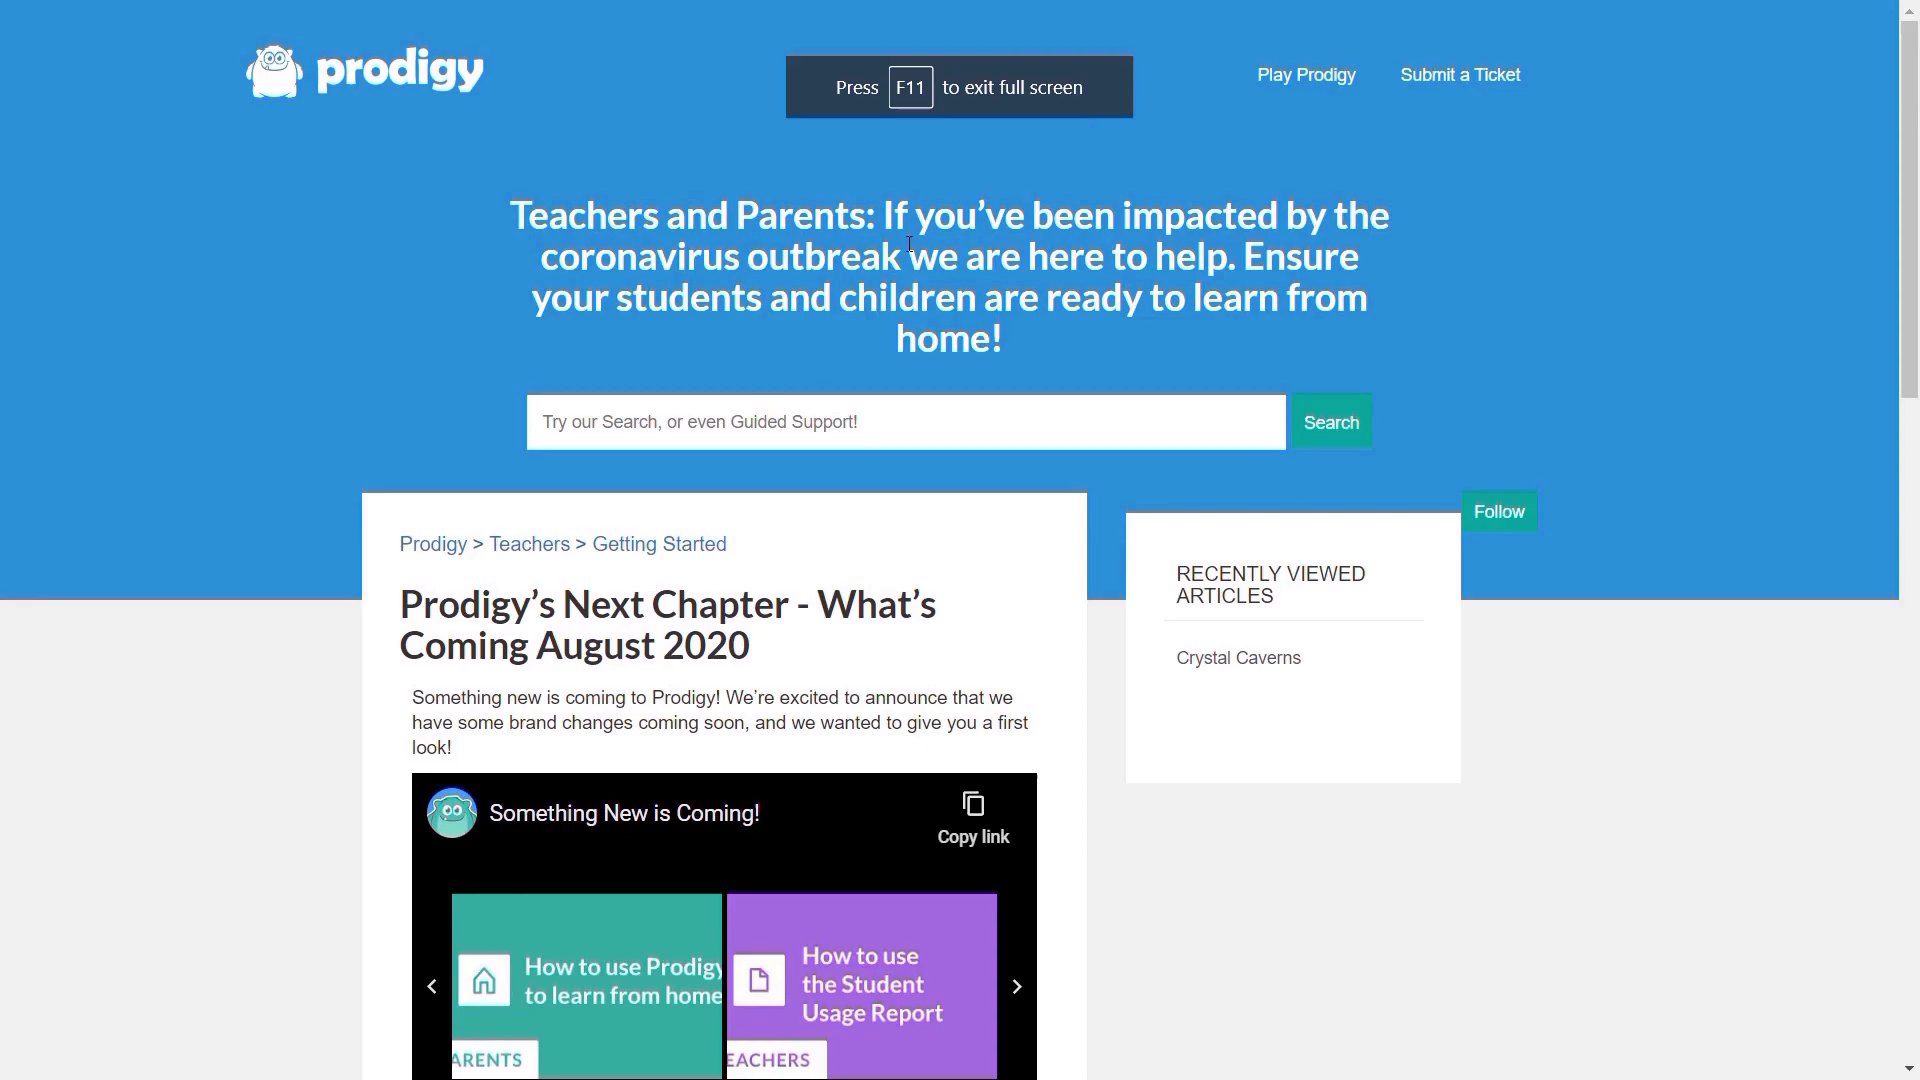 prodigy
Press F11 to exit full screen
Play Prodigy
Submit a Ticket
Teachers and Parents: If you’ve been impacted by the
coronavirus outbreak we are here to help. Ensure
your students and children are ready to learn from
home!
Try our Search, or even Guided Support!
Search
Follow
Prodigy > Teachers > Getting Started
Prodigy’s Next Chapter - What’s
Coming August 2020
Something new is coming to Prodigy! We’re excited to announce that we
have some brand changes coming soon, and we wanted to give you a first
look!
Something New is Coming!
Copy link
How to use Prodigy
to learn from home
ARENTS
How to use
the Student
Usage Report
EACHERS
RECENTLY VIEWED
ARTICLES
Crystal Caverns